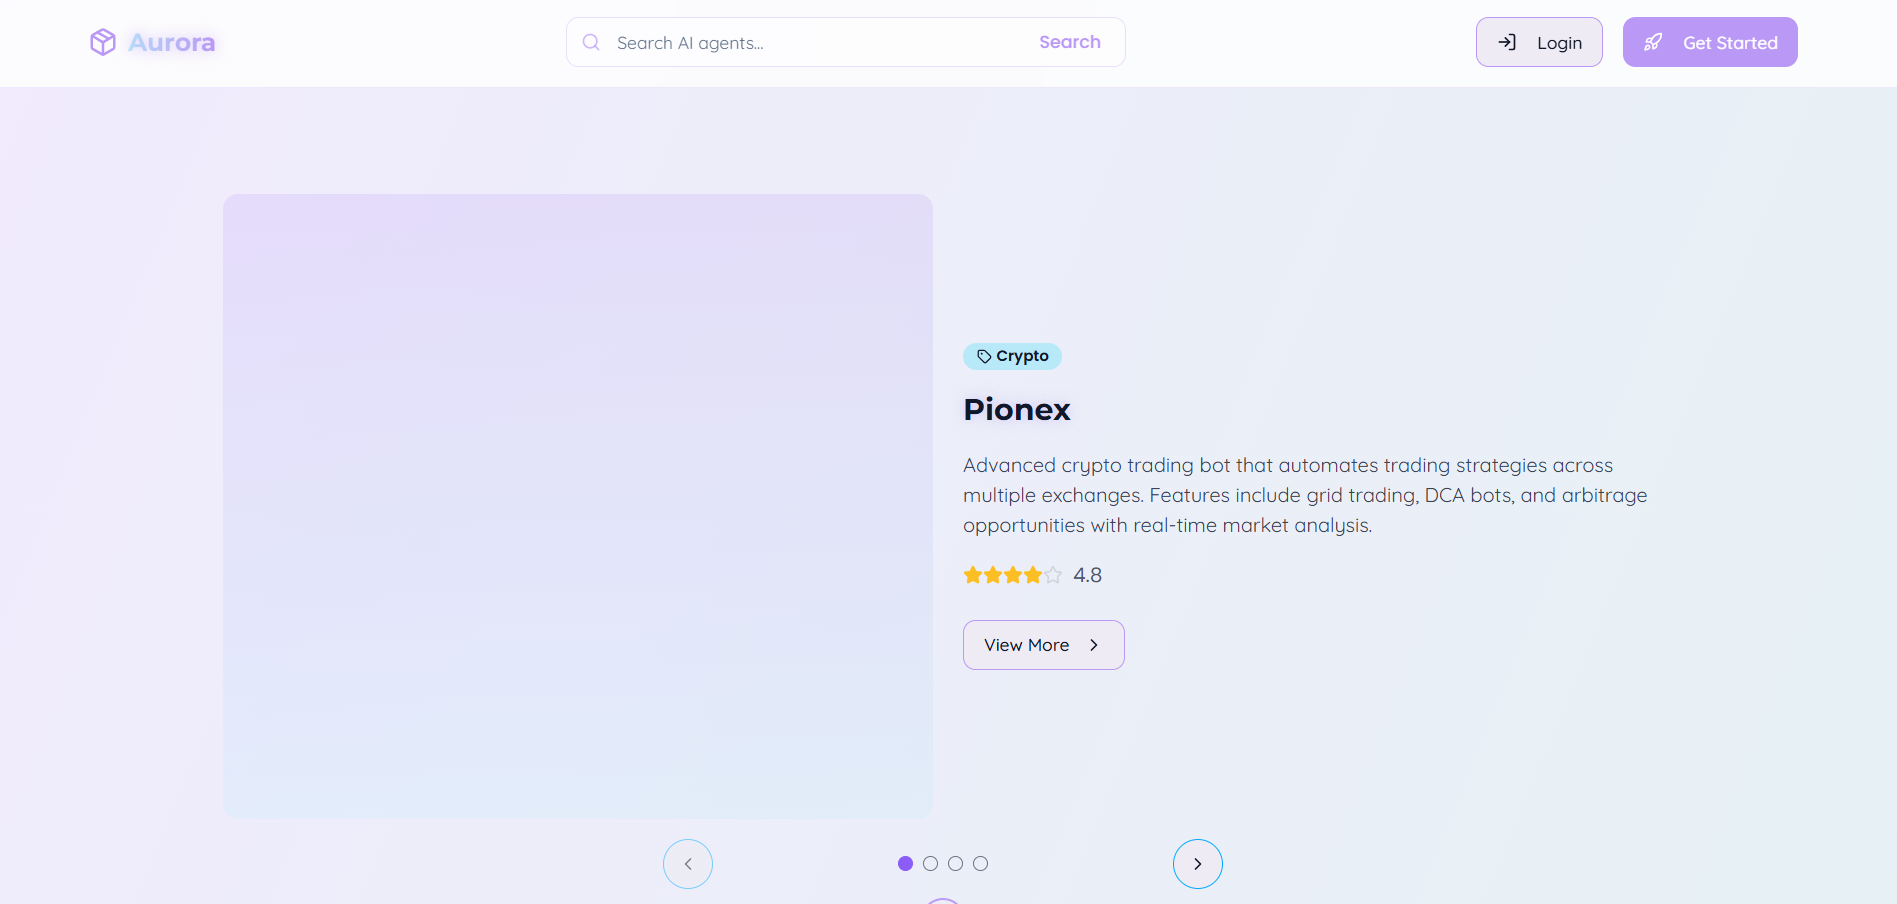 Aurora
Search AI agents...
Search
Login
Get Started
Crypto
Pionex
Advanced crypto trading bot that automates trading strategies across
multiple exchanges. Features include grid trading, DCA bots, and arbitrage
opportunities with real-time market analysis.
4.8
View More